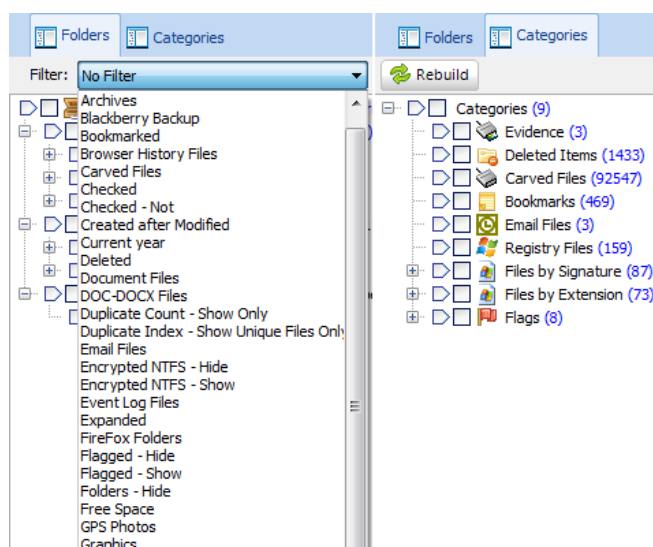 Folders
Categories
Filter: No Filter
Archives
Blackberry Backup
Bookmarked
Browser History Files
Carved Files
Checked
Checked - Not
Created after Modified
Current year
Deleted
Document Files
DOC-DOCX Files
Duplicate Count - Show Only
Duplicate Index - Show Unique Files Only
Email Files
Encrypted NTFS - Hide
Encrypted NTFS - Show
Event Log Files
Expanded
FireFox Folders
Flagged - Hide
Flagged - Show
Folders - Hide
Free Space
GPS Photos
Graphics
Folders
Categories
Rebuild
Categories (9)
Evidence (3)
Deleted Items (1433)
Carved Files (92547)
Bookmarks (469)
Email Files (3)
Registry Files (159)
Files by Signature (87)
Files by Extension (73)
Flags (8)